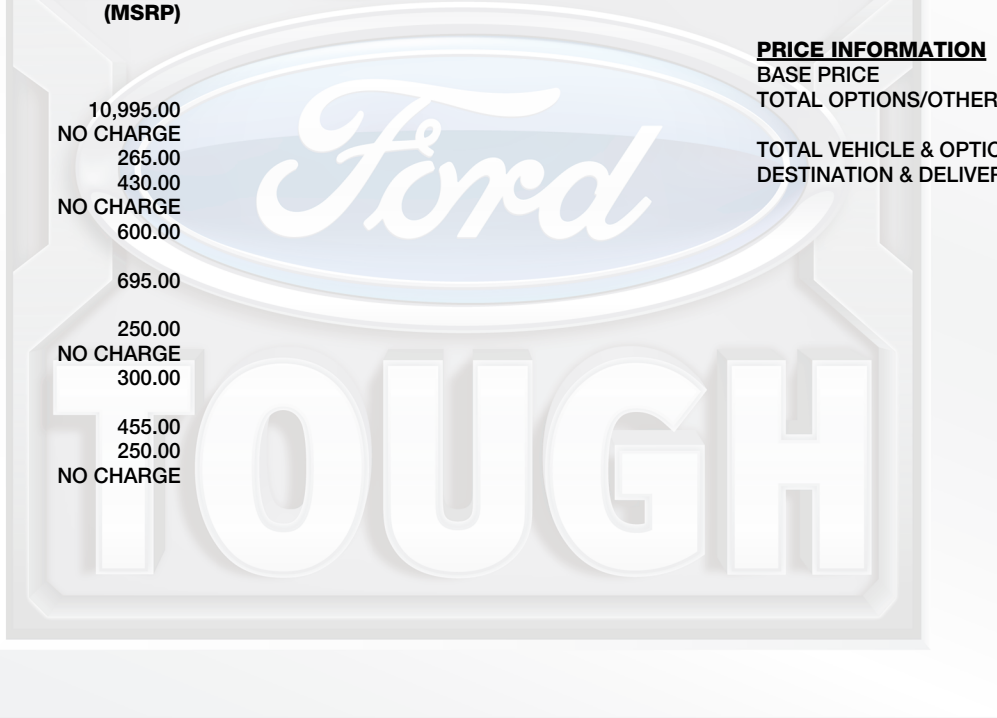 (MSRP)
10,995.00
NO CHARGE
265.00
430.00
NO CHARGE
600.00
695.00
250.00
NO CHARGE
300.00
455.00
250.00
NO CHARGE
PRICE INFORMATION
BASE PRICE
TOTAL OPTIONS/OTHER
TOTAL VEHICLE & OPTIO
DESTINATION & DELIVER
Ford
TOUGH